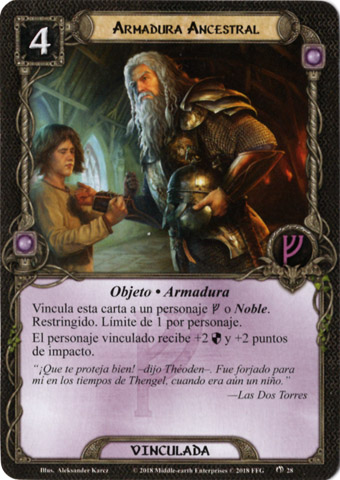 4
ARMADURA ANCESTRAL
Objeto • Armadura
Vincula esta carta a un personaje ᚠ o Noble.
Restringido. Límite de 1 por personaje.
El personaje vinculado recibe +2 y +2 puntos
de impacto.
“¡Que te proteja bien! –dijo Théoden–. Fue forjado para
mí en los tiempos de Thengel, cuando era aún un niño.”
—Las Dos Torres
VINCULADA
Illus. Aleksander Karcz
© 2018 Middle-earth Enterprises © 2018 FFG
28